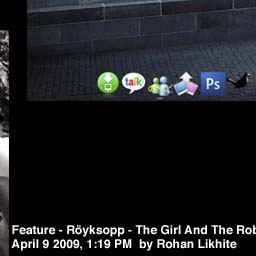 talk
Ps
Feature - Röyksopp - The Girl And The Rob
April 9 2009, 1:19 PM by Rohan Likhite